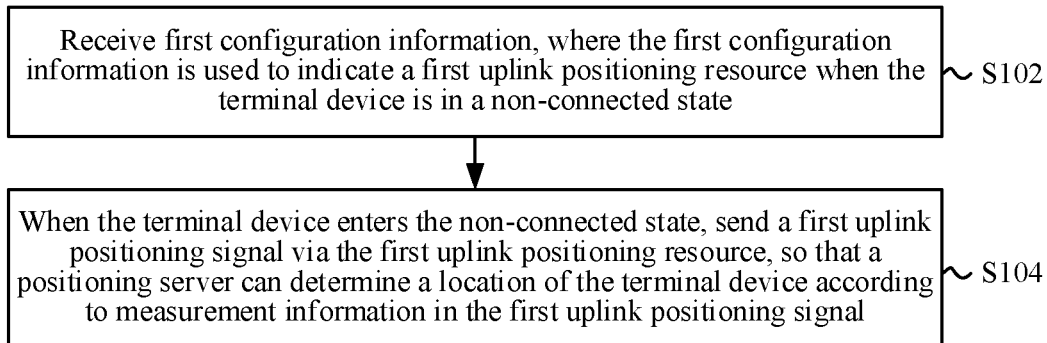 Receive first configuration information, where the first configuration
information is used to indicate a first uplink positioning resource when the
terminal device is in a non-connected state
S102
When the terminal device enters the non-connected state, send a first uplink
positioning signal via the first uplink positioning resource, so that a
positioning server can determine a location of the terminal device according
to measurement information in the first uplink positioning signal
S104